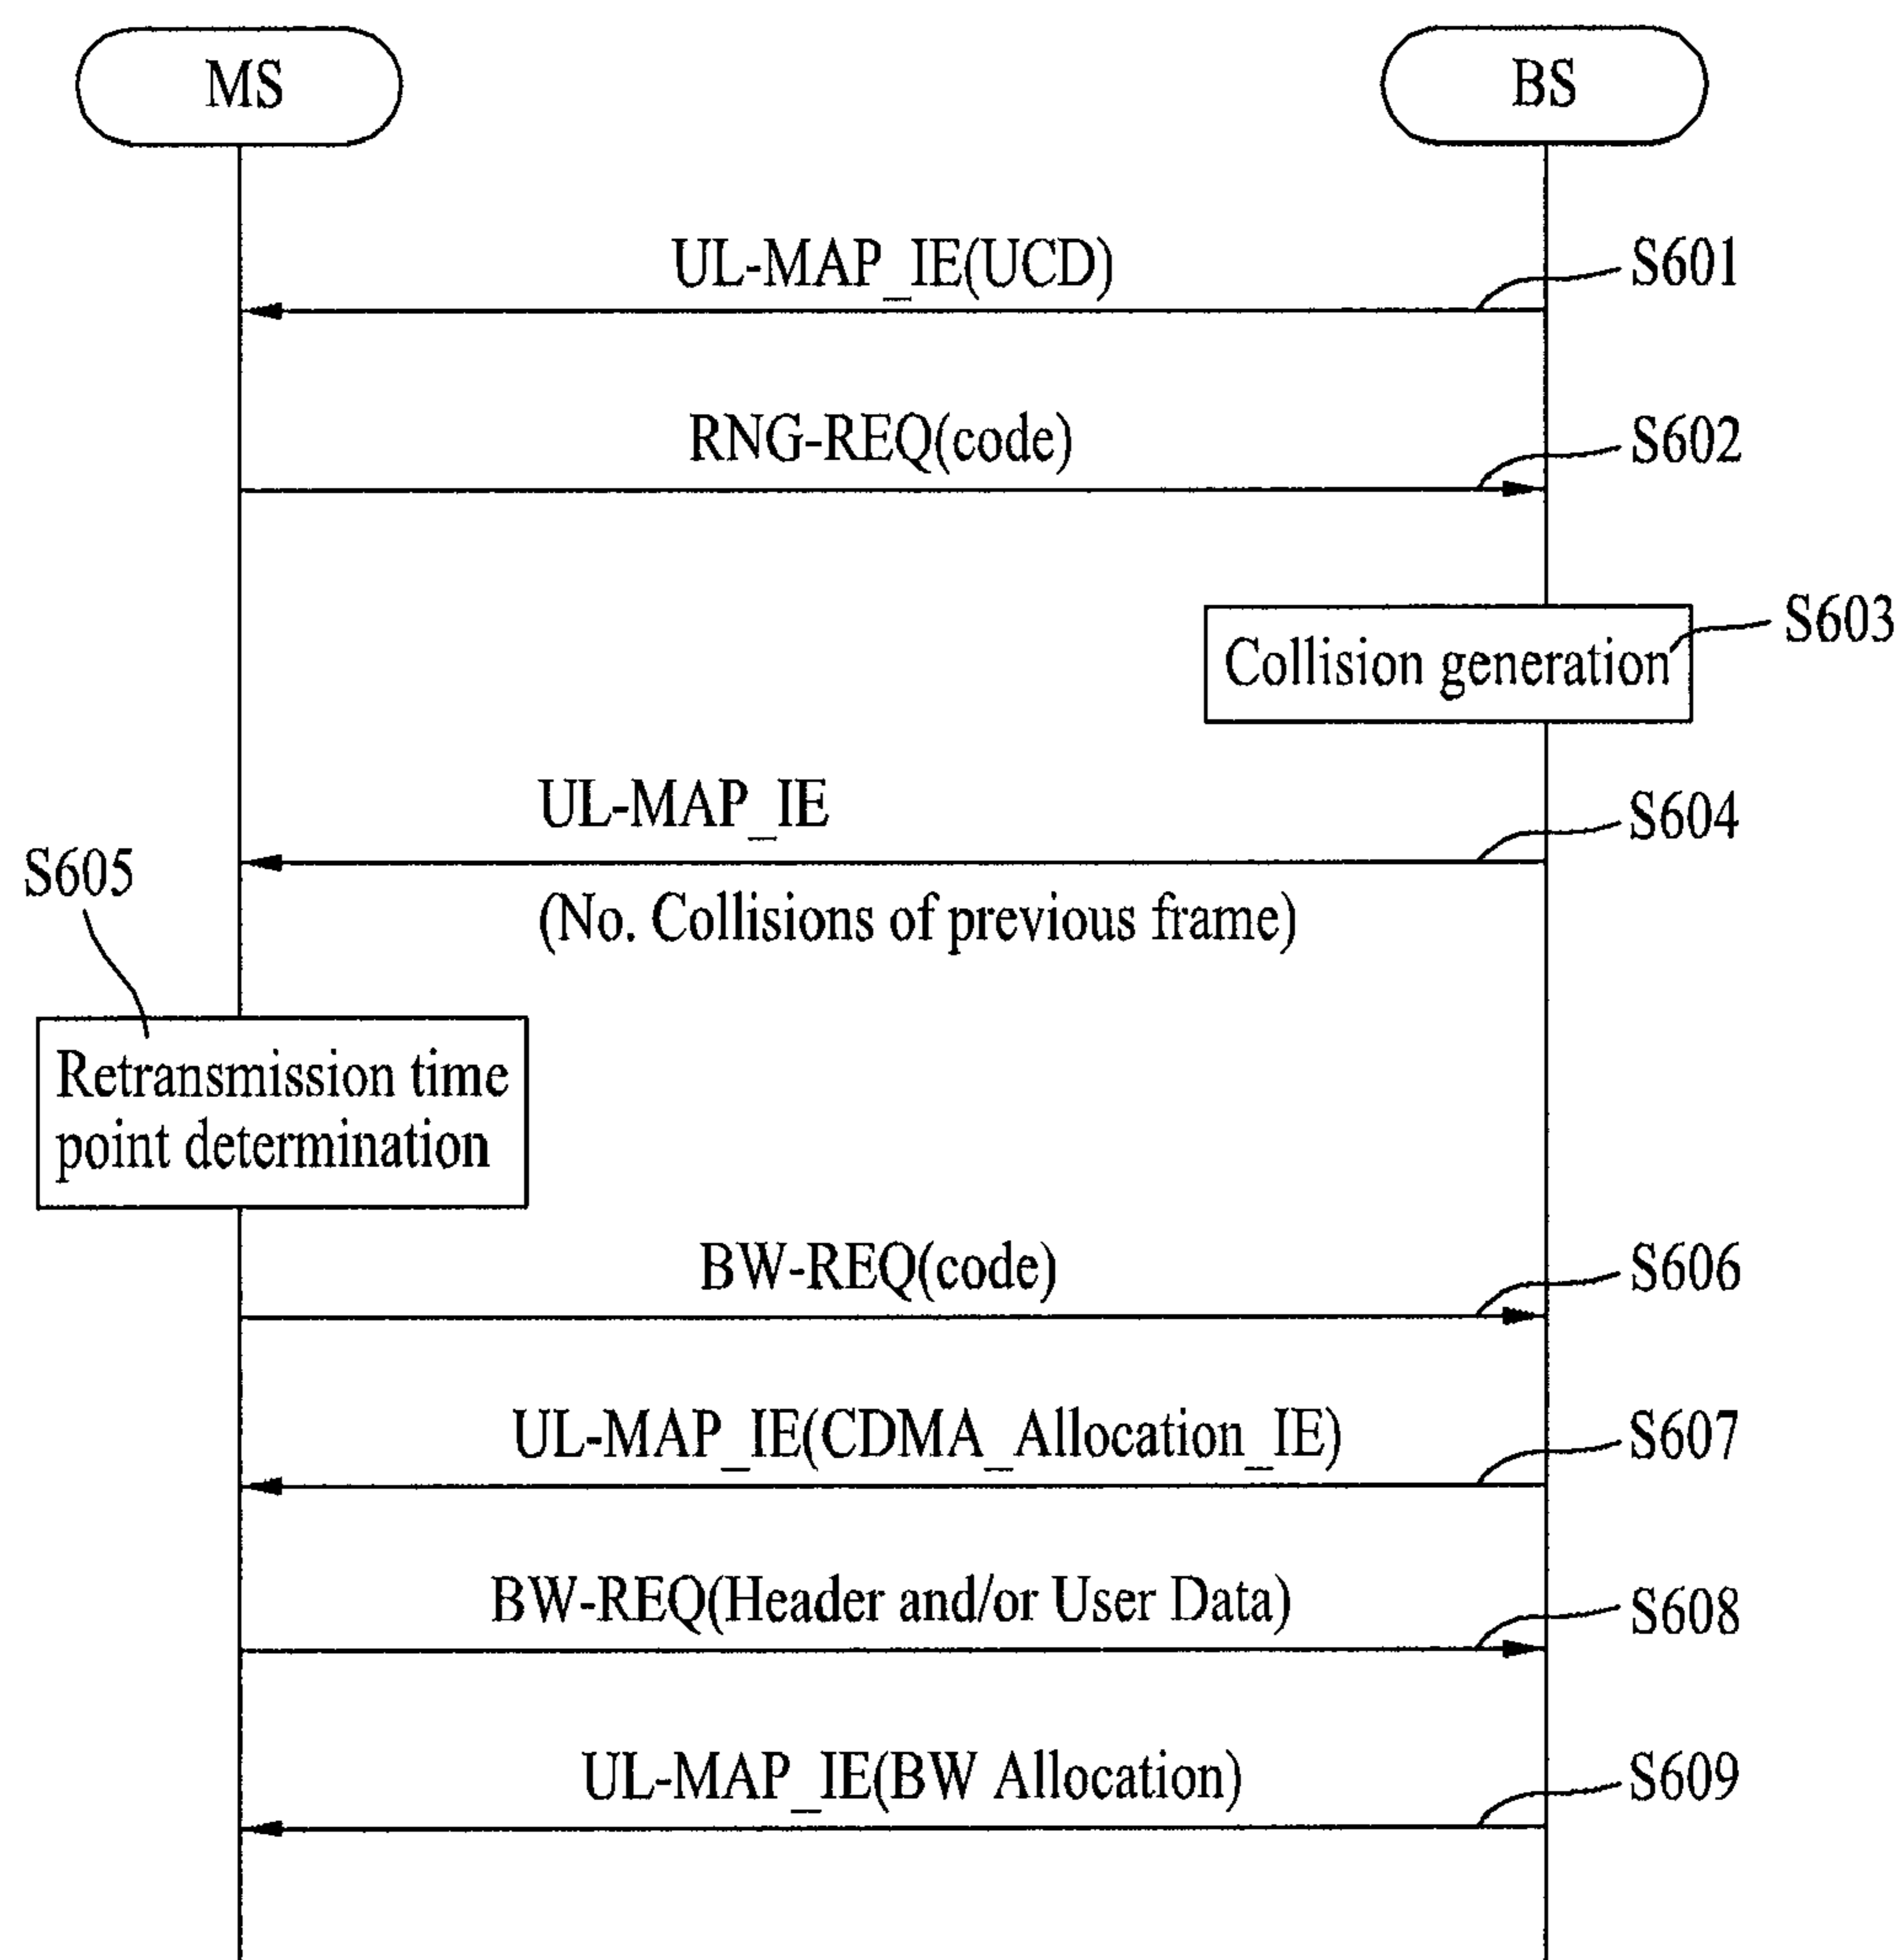 MS
BS
UL-MAP_IE(UCD)
S601
RNG-REQ(code)
S602
S603
Collision generation
UL-MAP_IE
S604
(No. Collisions of previous frame)
S605
Retransmission time
point determination
BW-REQ(code)
S606
UL-MAP_IE(CDMA_Allocation_IE)
S607
BW-REQ(Header and/or User Data)
S608
UL-MAP_IE(BW Allocation)
S609